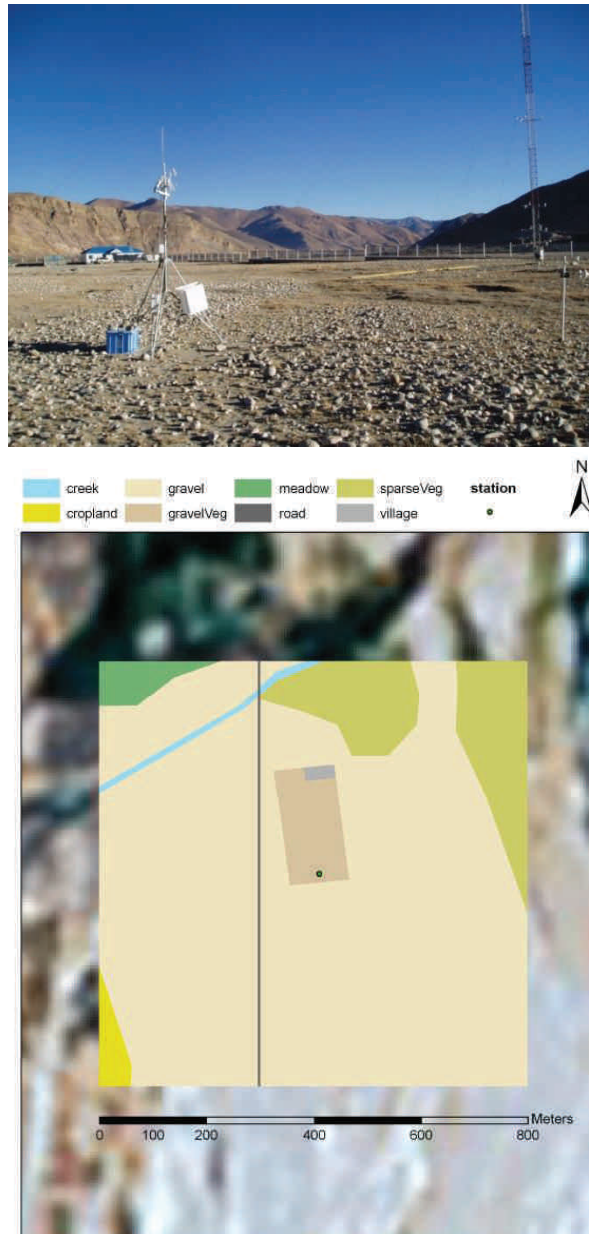 N
creek gravel meadow sparseVeg station
cropland gravelVeg road village
Meters
0 100 200 400 600 800